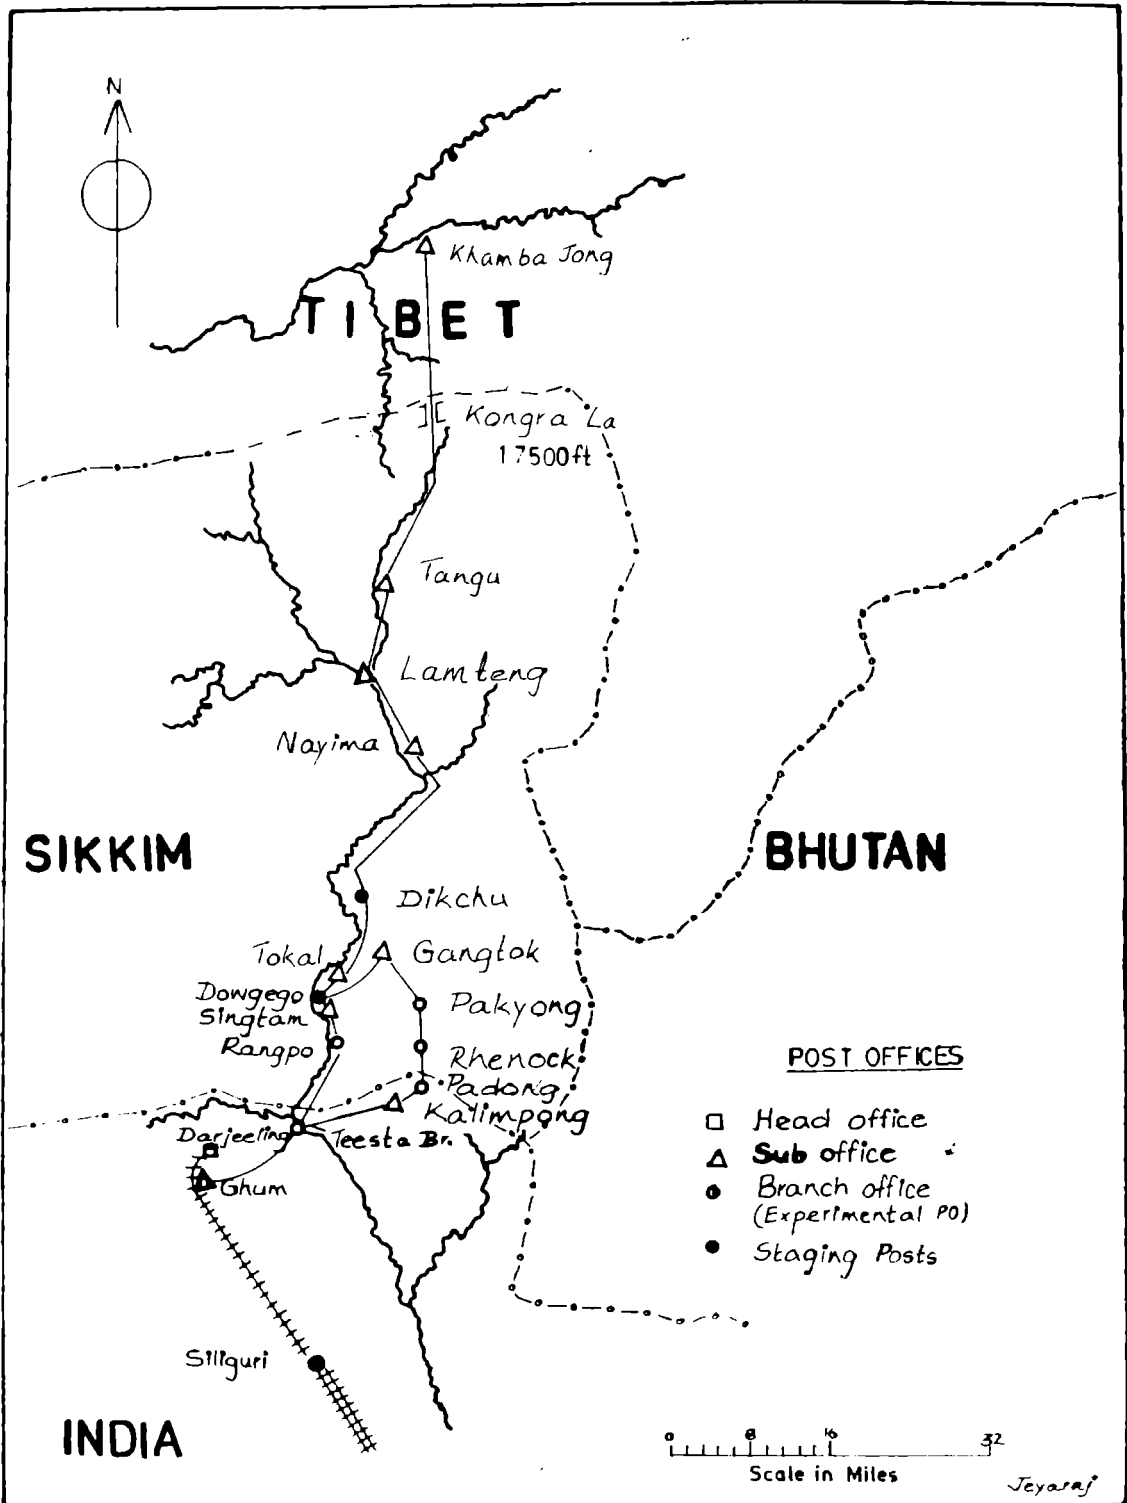 N
Khamba Jong
TIBET
Kongra La
17500ft
Tangu
Lamteng
Nayima
SIKKIM
BHUTAN
Dikchu
Tokal
Gangtok
Dowgego
Singtam
Pakyong
Rangpo
Rhenock
Padong
Kalimpong
Darjeeling
Teesta Br.
Ghum
POST OFFICES
Head office
Sub office
Branch office
(Experimental PO)
Staging Posts
Siliguri
INDIA
0 8 16 32
Scale in Miles
Jeyaraj